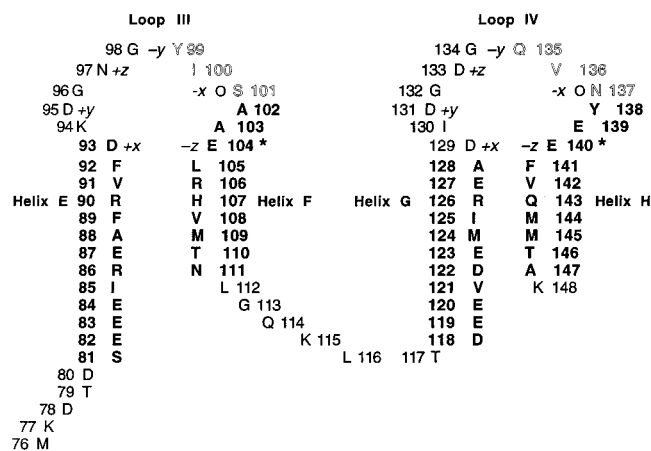 Loop III Loop IV
98 G -y Y 99 134 G -y Q 135
97 N +z I 100 133 D +z V 136
96 G -x O S 101 132 G -x O N 137
95 D +y A 102 131 D +y Y 138
94 K A 103 130 I E 139
93 D +x -z E 104 * 129 D +x -z E 140 *
92 F L 105 128 A F 141
91 V R 106 127 E V 142
Helix E 90 R H 107 Helix F Helix G 126 R Q 143 Helix H
89 F V 108 125 I M 144
88 A M 109 124 M M 145
87 E T 110 123 E T 146
86 R N 111 122 D A 147
85 I L 112 121 V K 148
84 E G 113 120 E
83 E Q 114 119 E
82 E K 115 118 D
81 S L 116 117 T
80 D
79 T
78 D
77 K
76 M